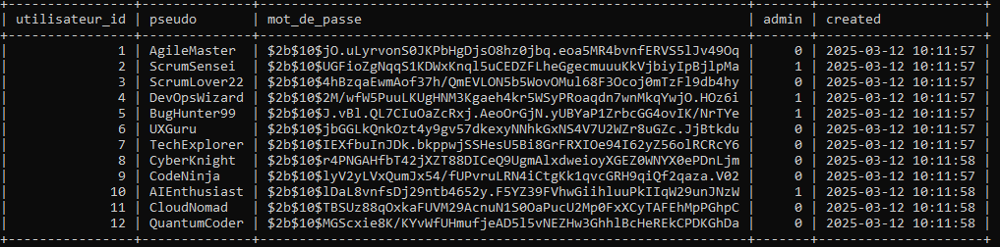 | utilisateur_id | pseudo | mot_de_passe | admin | created |
| 1 | AgileMaster | $2b$10$jO.uLyrvonS0JKPbHgDjsO8hz0jbq.eoa5MR4bvnfERVS5lJv49Oq | 0 | 2025-03-12 10:11:57 |
| 2 | ScrumSensei | $2b$10$UGFioZgNqqS1KDWxKnql5uCEDZFLheGgecmuuuKkVjbiyIpBjlpMa | 1 | 2025-03-12 10:11:57 |
| 3 | ScrumLover22 | $2b$10$4hBzqaEwmAof37h/QmEVLON5b5WovOMul68F3Ocoj0mTzFl9db4hy | 0 | 2025-03-12 10:11:57 |
| 4 | DevOpsWizard | $2b$10$2M/wfW5PuuLKUgHNM3Kgaeh4kr5WSyPRoaqdn7wnMkqYwjO.HOz6i | 1 | 2025-03-12 10:11:57 |
| 5 | BugHunter99 | $2b$10$J.vBl.QL7CIuOaZcRxj.AeoOrGjN.yUBYaP1ZrbcGG4ovIK/NrTYe | 1 | 2025-03-12 10:11:57 |
| 6 | UXGuru | $2b$10$jbGGLkQnkOzt4y9gv57dkexyNNhkGxNS4V7U2WZr8uGZc.JjBtkdu | 0 | 2025-03-12 10:11:57 |
| 7 | TechExplorer | $2b$10$IEXfbuInJDk.bkppwjSSHesU5Bi8GrFRXIOe94I62yZ56olRCRcY6 | 0 | 2025-03-12 10:11:57 |
| 8 | CyberKnight | $2b$10$r4PNGAHfbT42jXZT88DICeQ9UgmAlxdweioyXGEZ0WNYX0ePDnLjm | 0 | 2025-03-12 10:11:58 |
| 9 | CodeNinja | $2b$10$lyV2yLVxQumJx54/fUPvruLRN4iCtgKk1qvcGRH9qiQf2qaza.V02 | 0 | 2025-03-12 10:11:58 |
| 10 | AIEnthusiast | $2b$10$lDaL8vnfsDj29ntb4652y.F5YZ39FVhwGiihluuPkIIqW29unJNzW | 1 | 2025-03-12 10:11:58 |
| 11 | CloudNomad | $2b$10$TBSUz88qOxkaFUVM29AcnuN1S0OaPucU2Mp0FxXCyTAFEhMpPGhpC | 0 | 2025-03-12 10:11:58 |
| 12 | QuantumCoder | $2b$10$MGScxie8K/KYvWfUHmufjeAD5l5vNEZHw3GhhlBcHeREkCPDKGhDa | 0 | 2025-03-12 10:11:58 |